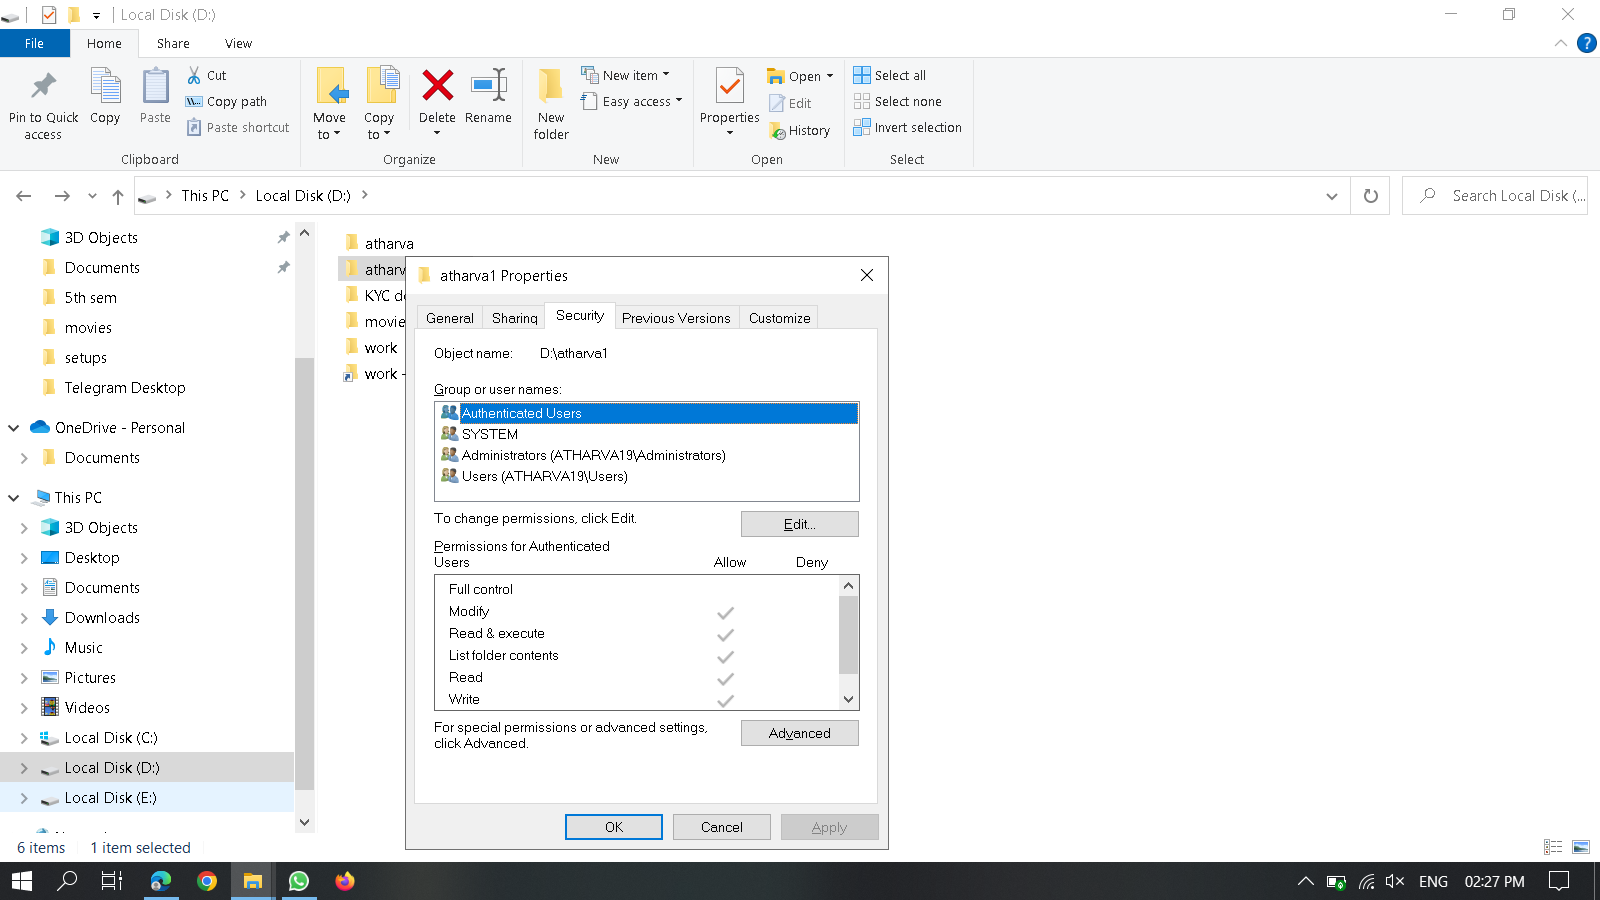 Local Disk (D:)
File Home Share View
Pin to Quick access
Copy
Paste
Cut
Copy path
Paste shortcut
Clipboard
Move to
Copy to
Delete
Rename
Organize
New folder
New item
Easy access
New
Properties
Open
Edit
History
Open
Select all
Select none
Invert selection
Select
This PC Local Disk (D:)
Search Local Disk (...
3D Objects
Documents
5th sem
movies
setups
Telegram Desktop
OneDrive - Personal
Documents
This PC
3D Objects
Desktop
Documents
Downloads
Music
Pictures
Videos
Local Disk (C:)
Local Disk (D:)
Local Disk (E:)
atharva
atharv
KYC d
movie
work
work -
atharva1 Properties
General Sharing Security Previous Versions Customize
Object name: D:\atharva1
Group or user names:
Authenticated Users
SYSTEM
Administrators (ATHARVA19\Administrators)
Users (ATHARVA19\Users)
To change permissions, click Edit.
Edit...
Permissions for Authenticated
Users Allow Deny
Full control
Modify
Read & execute
List folder contents
Read
Write
For special permissions or advanced settings,
click Advanced.
Advanced
OK Cancel Apply
6 items 1 item selected
ENG 02:27 PM